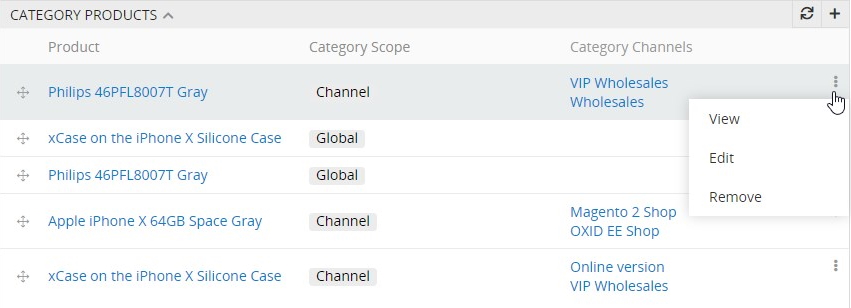 CATEGORY PRODUCTS
Product Category Scope Category Channels
Philips 46PFL8007T Gray Channel VIP Wholesales
Wholesales
View
xCase on the iPhone X Silicone Case Global
Edit
Philips 46PFL8007T Gray Global
Remove
Apple iPhone X 64GB Space Gray Channel Magento 2 Shop
OXID EE Shop
xCase on the iPhone X Silicone Case Channel Online version
VIP Wholesales